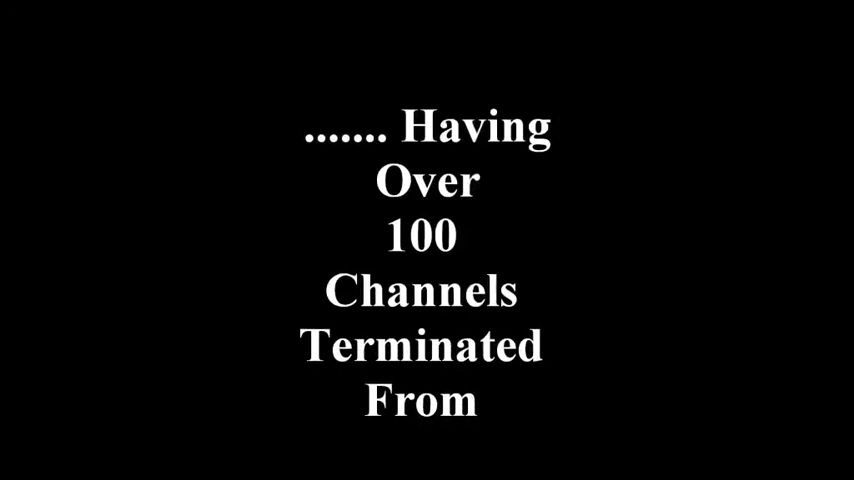 ....... Having
Over
100
Channels
Terminated
From